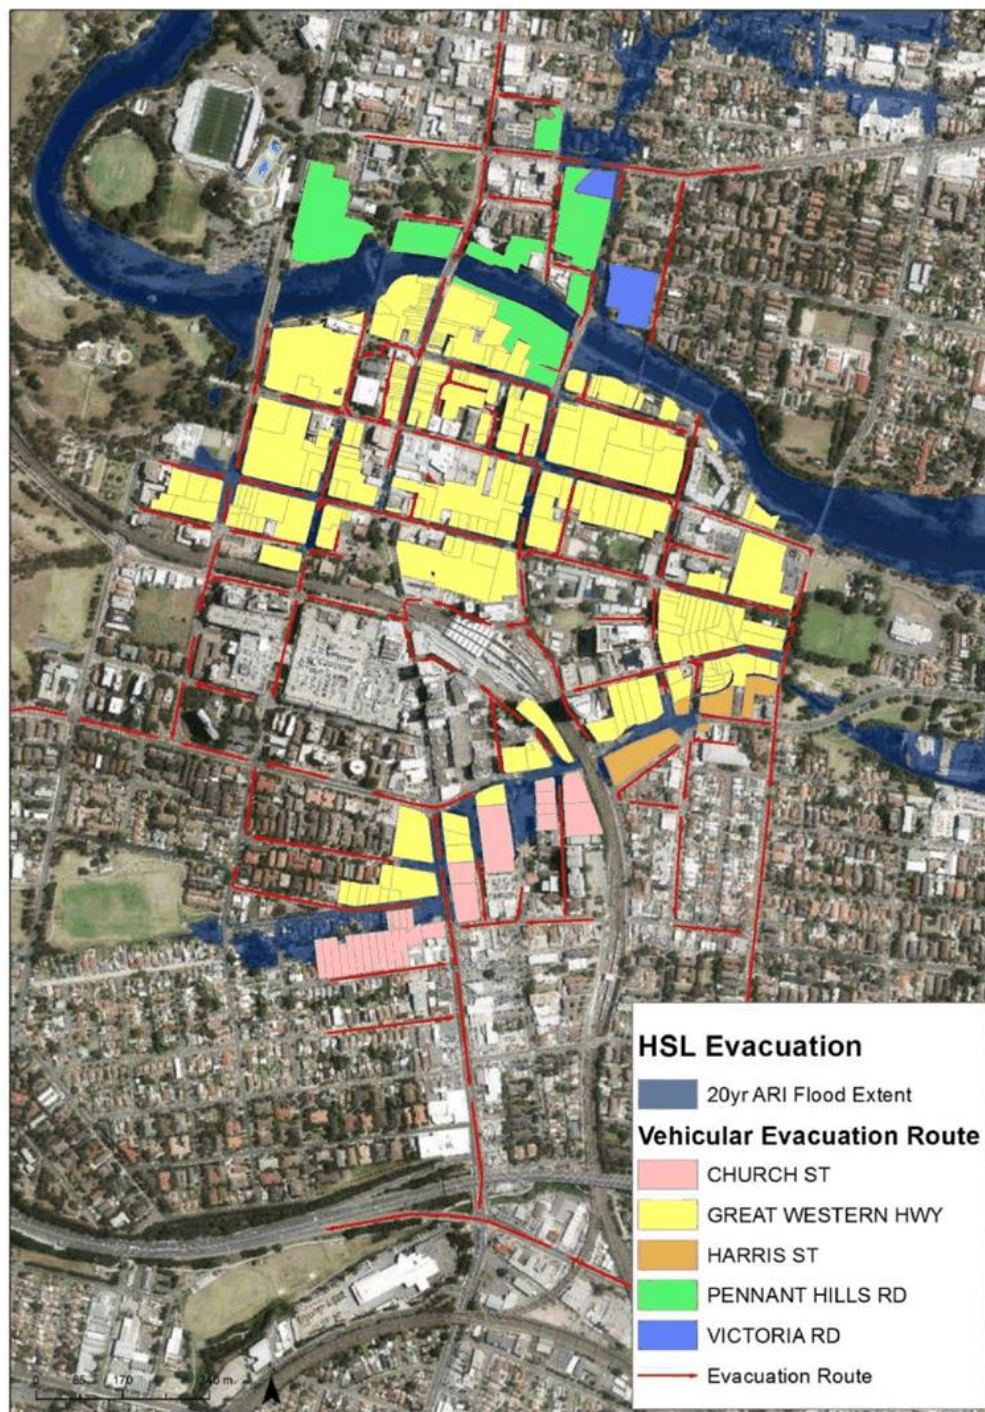 HSL Evacuation
20yr ARI Flood Extent
Vehicular Evacuation Route
CHURCH ST
GREAT WESTERN HWY
HARRIS ST
PENNANT HILLS RD
VICTORIA RD
Evacuation Route
0 85 170 340 m